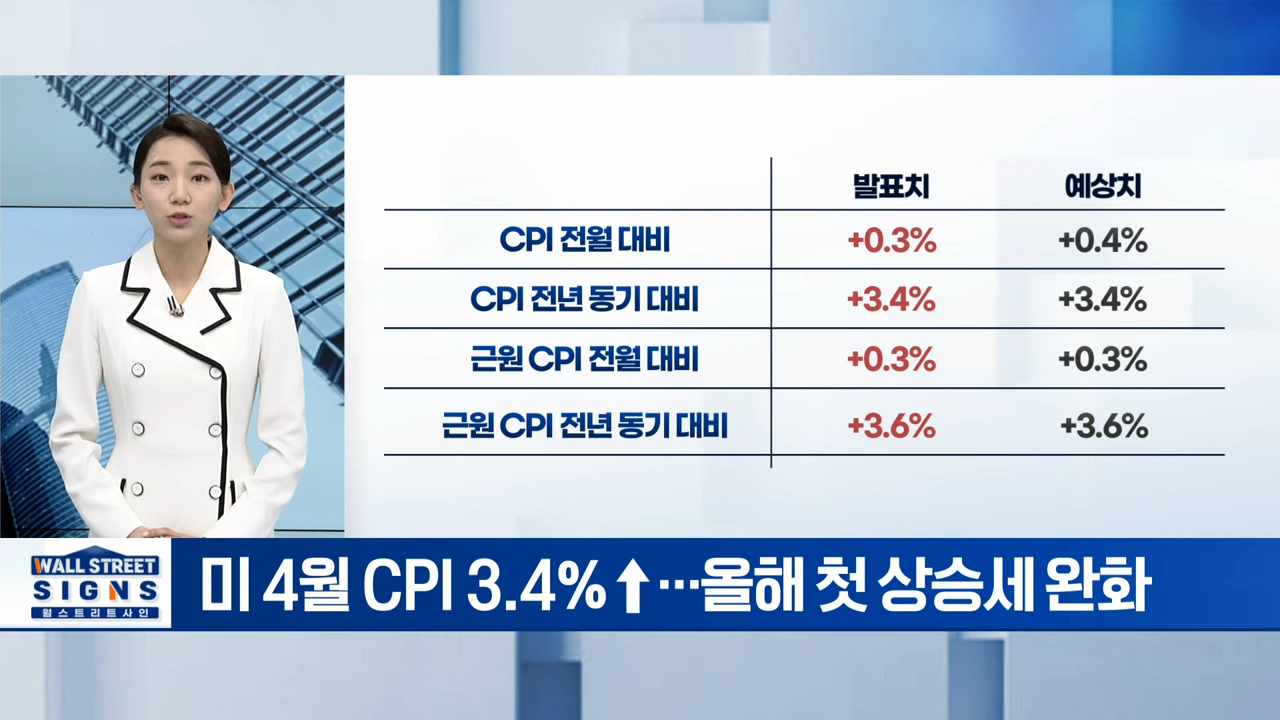 발표치 예상치
CPI 전월 대비 +0.3% +0.4%
CPI 전년 동기 대비 +3.4% +3.4%
근원 CPI 전월 대비 +0.3% +0.3%
근원 CPI 전년 동기 대비 +3.6% +3.6%
WALL STREET
SIGNS
월스트리트사인
미 4월 CPI 3.4%⬆…올해 첫 상승세 완화